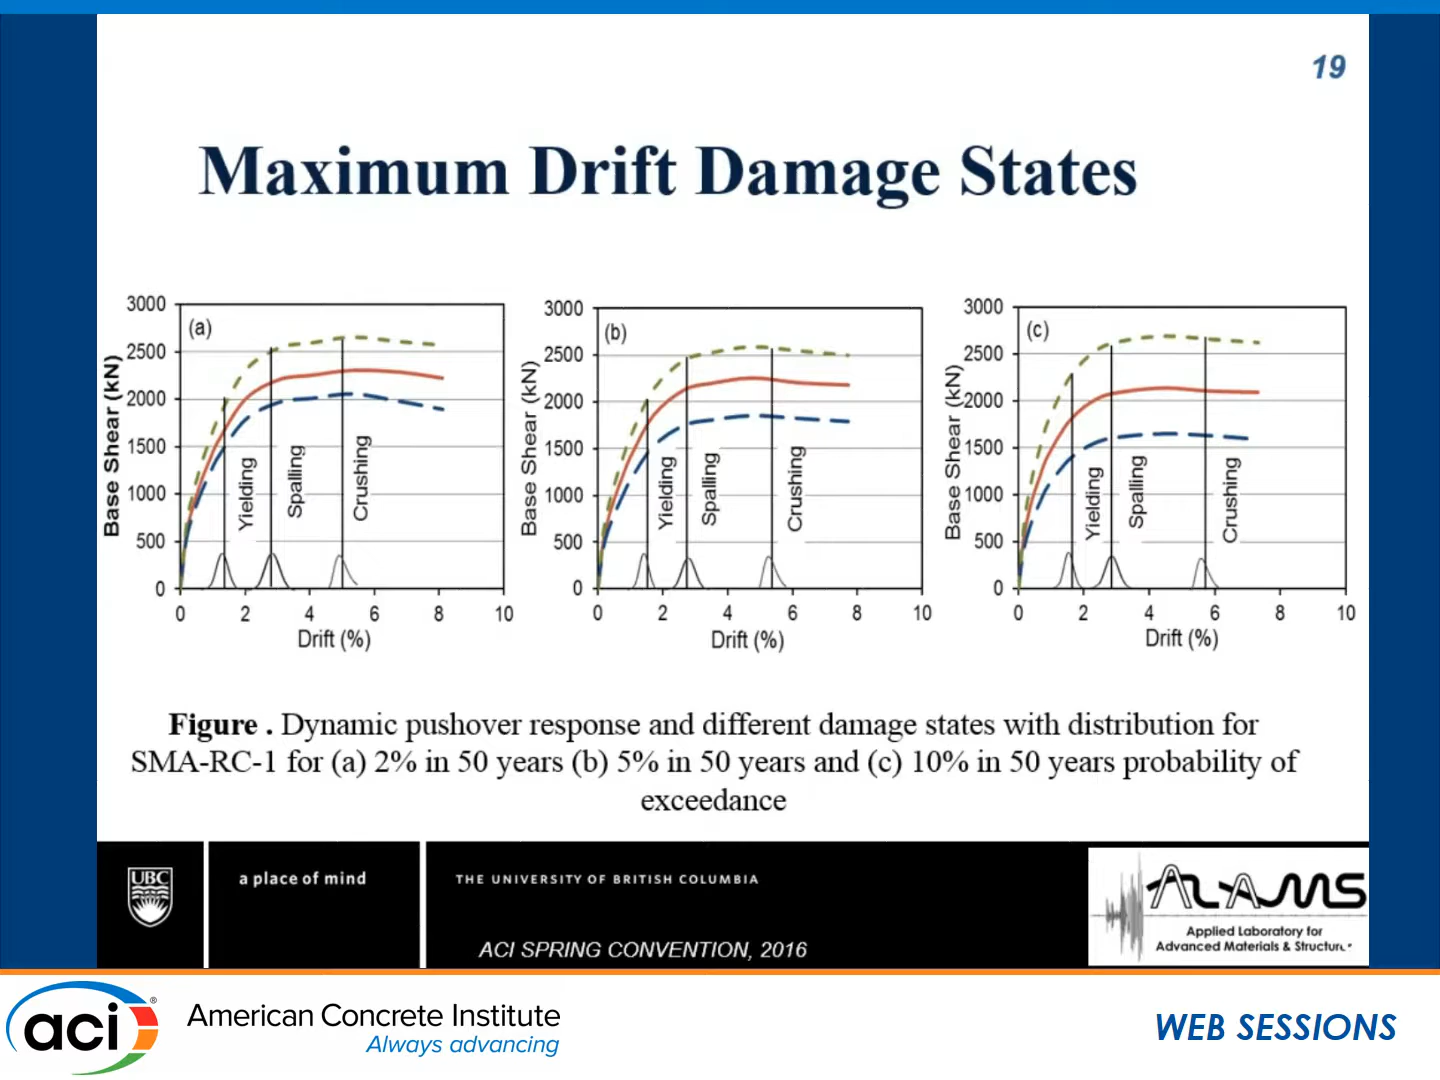 19
Maximum Drift Damage States
(a)
3000
2500
2000
1500
1000
500
0
Base Shear (kN)
Yielding
Spalling
Crushing
0 2 4 6 8 10
Drift (%)
(b)
3000
2500
2000
1500
1000
500
0
Base Shear (kN)
Yielding
Spalling
Crushing
0 2 4 6 8 10
Drift (%)
(c)
3000
2500
2000
1500
1000
500
0
Base Shear (kN)
Yielding
Spalling
Crushing
0 2 4 6 8 10
Drift (%)
Figure . Dynamic pushover response and different damage states with distribution for
SMA-RC-1 for (a) 2% in 50 years (b) 5% in 50 years and (c) 10% in 50 years probability of
exceedance
UBC
a place of mind
THE UNIVERSITY OF BRITISH COLUMBIA
ACI SPRING CONVENTION, 2016
ALAMS
Applied Laboratory for
Advanced Materials & Structure
aci®
American Concrete Institute
Always advancing
WEB SESSIONS